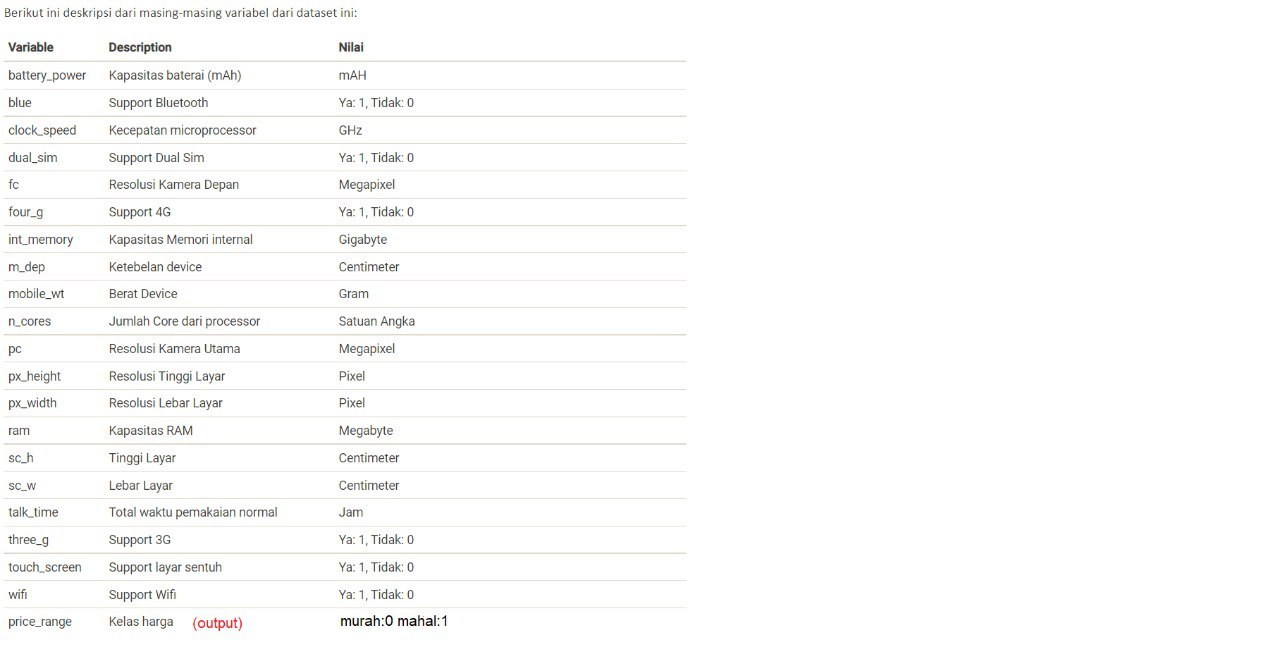 Berikut ini deskripsi dari masing-masing variabel dari dataset ini:
Variable Description Nilai
battery_power Kapasitas baterai (mAh) mAH
blue Support Bluetooth Ya: 1, Tidak: 0
clock_speed Kecepatan microprocessor GHz
dual_sim Support Dual Sim Ya: 1, Tidak: 0
fc Resolusi Kamera Depan Megapixel
four_g Support 4G Ya: 1, Tidak: 0
int_memory Kapasitas Memori internal Gigabyte
m_dep Ketebelan device Centimeter
mobile_wt Berat Device Gram
n_cores Jumlah Core dari processor Satuan Angka
pc Resolusi Kamera Utama Megapixel
px_height Resolusi Tinggi Layar Pixel
px_width Resolusi Lebar Layar Pixel
ram Kapasitas RAM Megabyte
sc_h Tinggi Layar Centimeter
sc_w Lebar Layar Centimeter
talk_time Total waktu pemakaian normal Jam
three_g Support 3G Ya: 1, Tidak: 0
touch_screen Support layar sentuh Ya: 1, Tidak: 0
wifi Support Wifi Ya: 1, Tidak: 0
price_range Kelas harga (output) murah:0 mahal:1